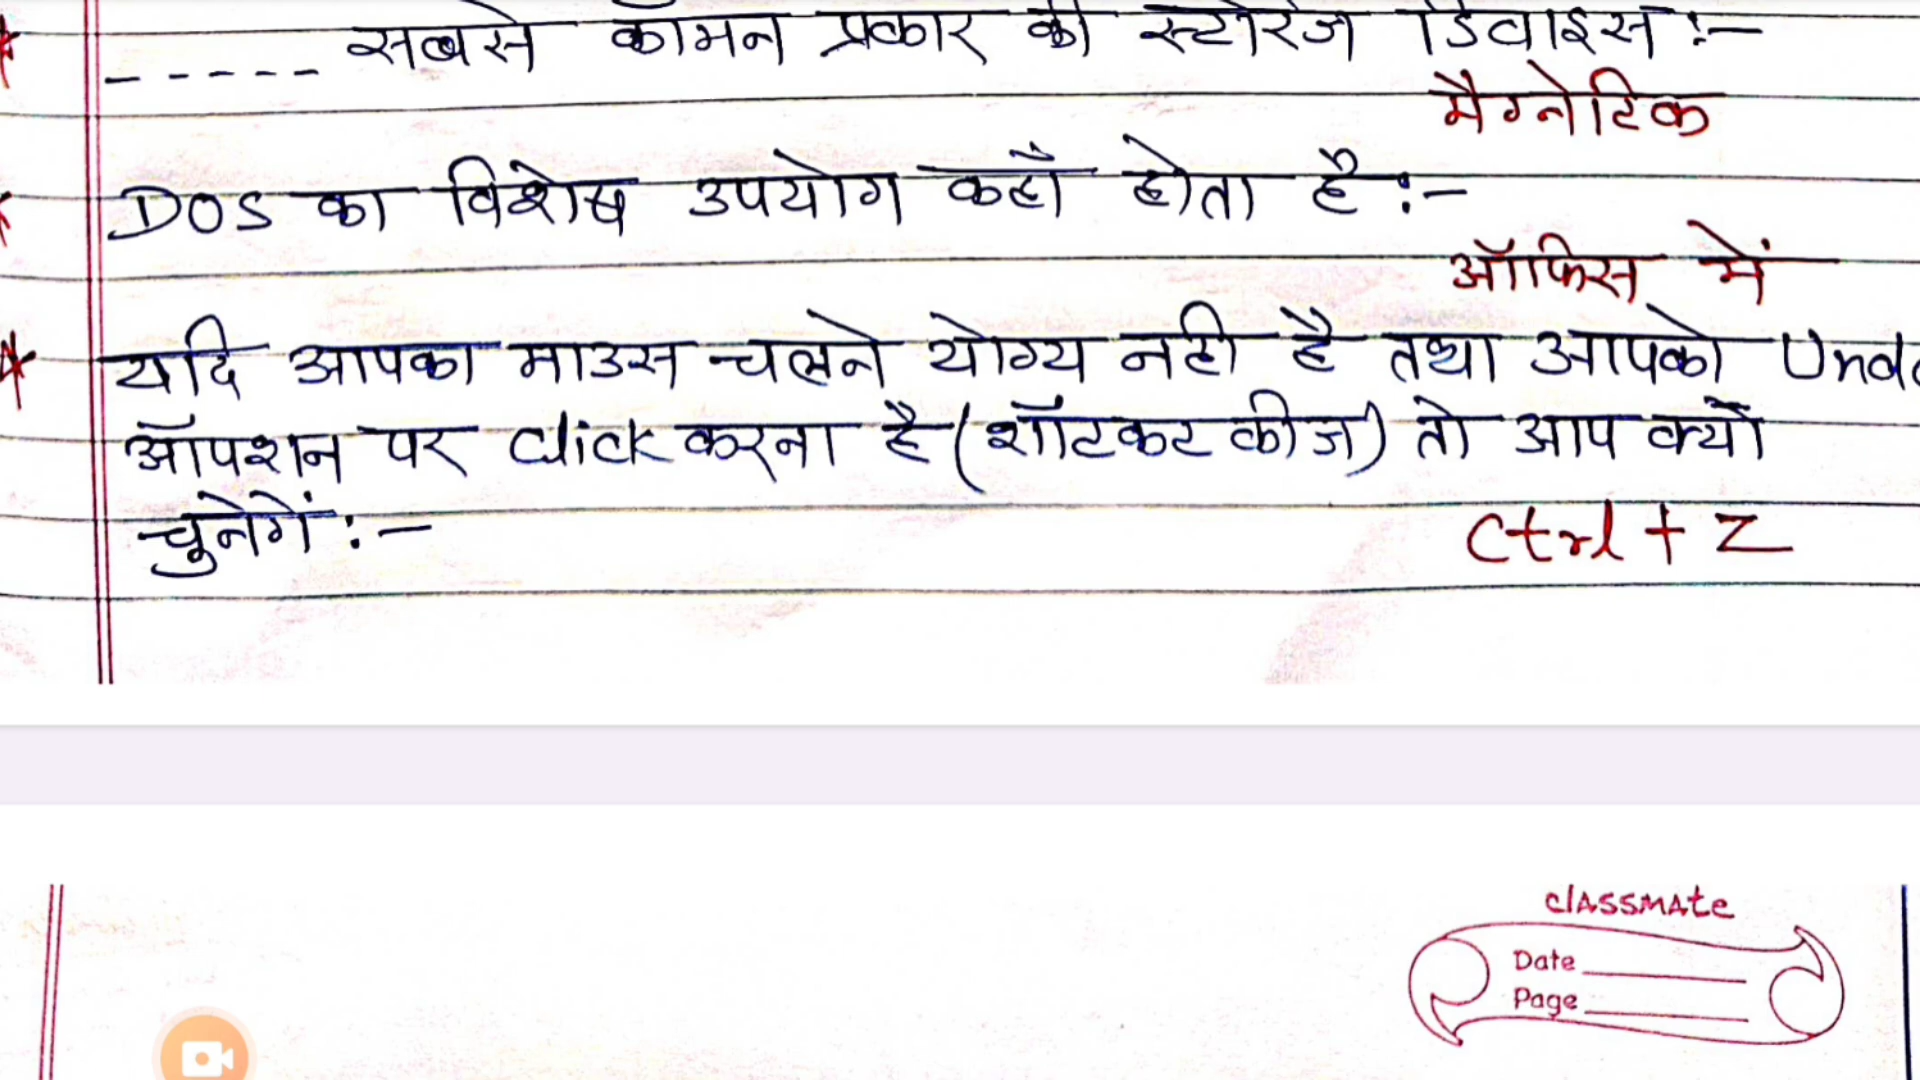 ----- सबसे कॉमन प्रकार की स्टोरेज डिवाइस :-
मैग्नेटिक
DOS का विशेष उपयोग कहाँ होता है :-
ऑफिस में
यदि आपका माउस चलने योग्य नही है तथा आपको Undo
ऑपशन पर click करना है (शॉटकट कीज) तो आप क्यों
चुनेगें :-
Ctrl + Z
classmate
Date
Page